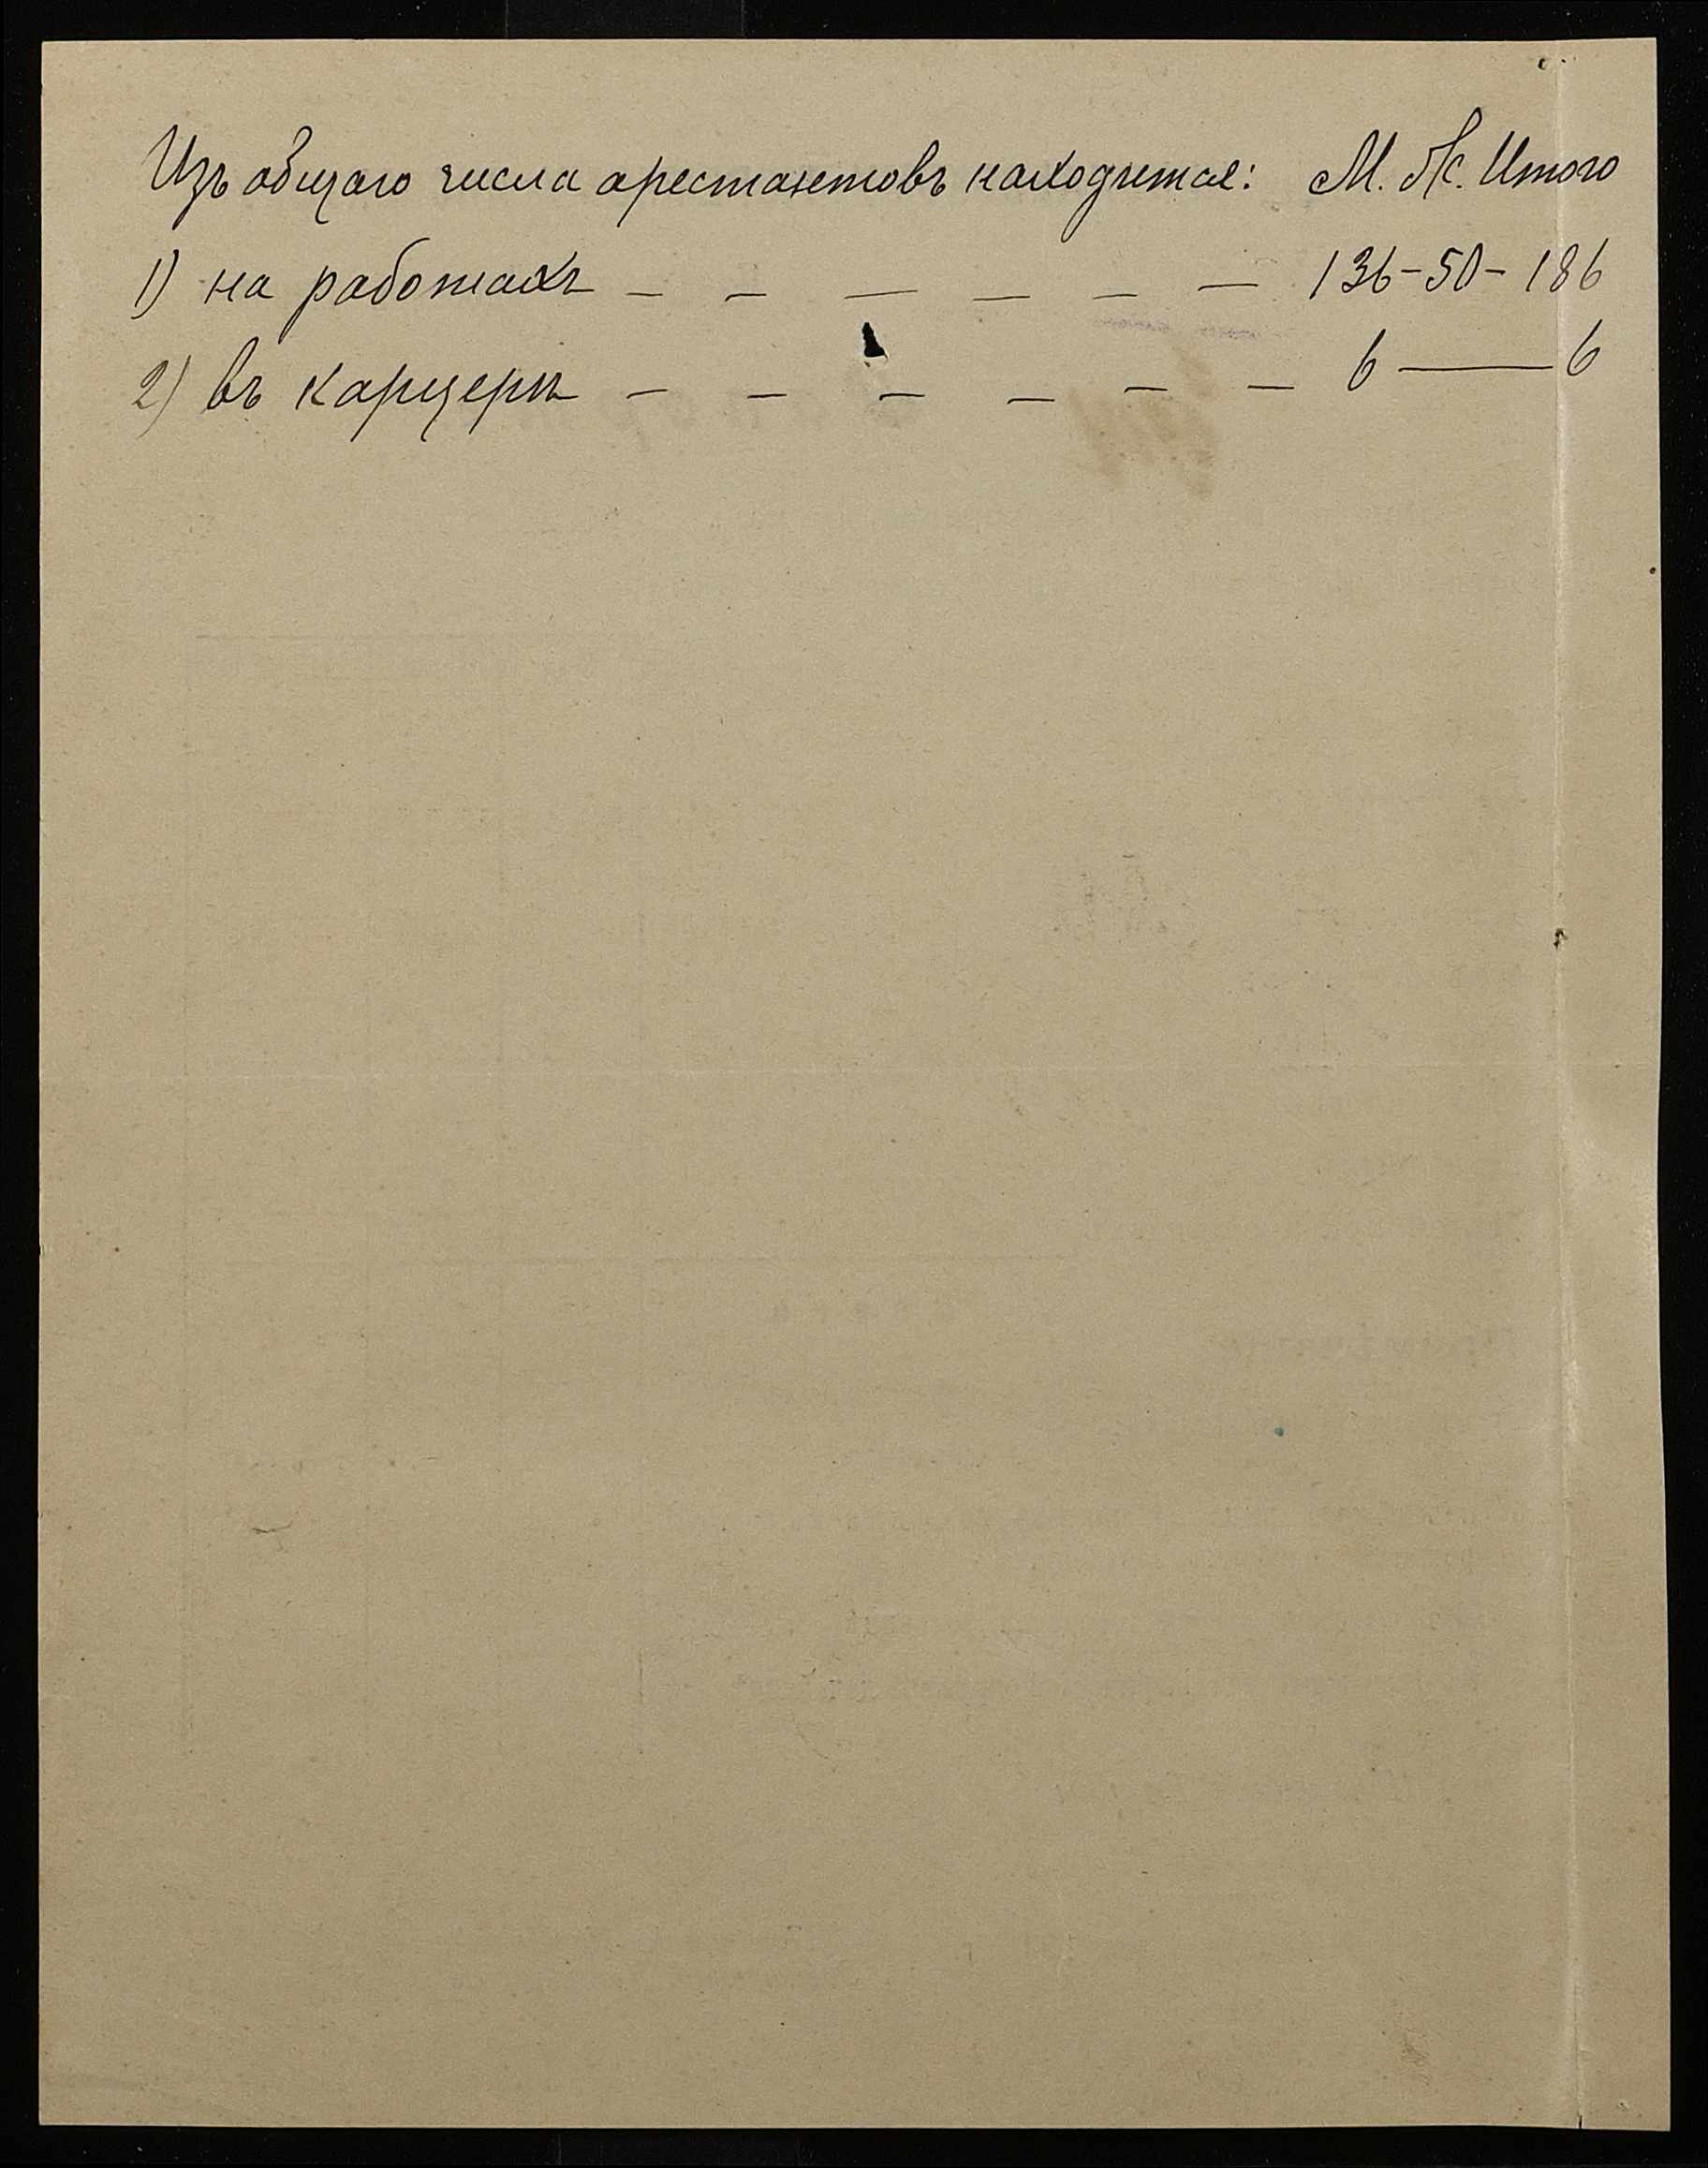 Изъ общаго числа арестантовъ находится: М. Ж. Итого
1) на работахъ – – – – – – 136 – 50 – 186
2) въ карцерѣ – – – – – – 6 — 6